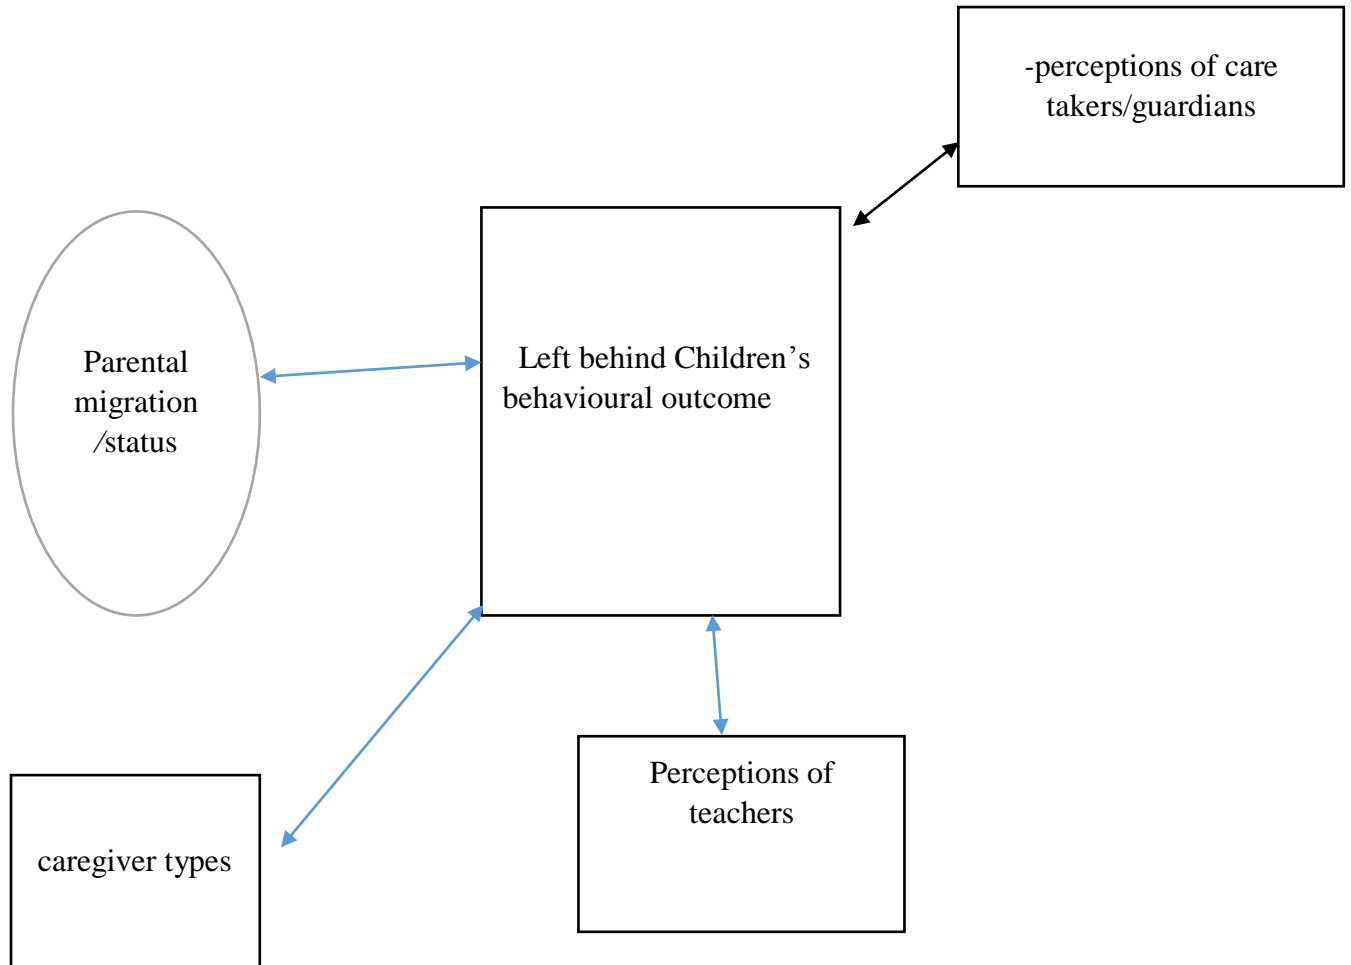 -perceptions of care
takers/guardians
Parental
migration
/status
Left behind Children’s
behavioural outcome
Perceptions of
teachers
caregiver types